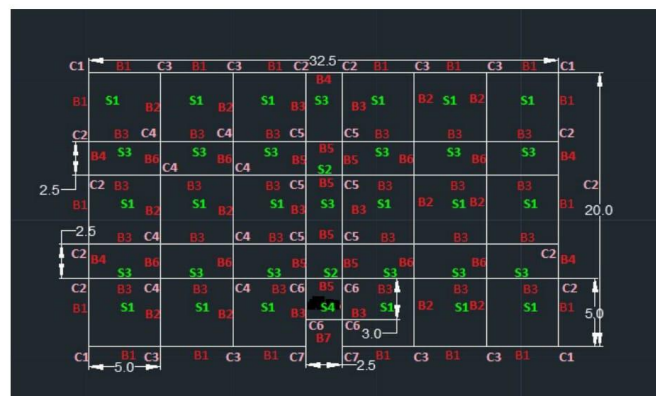 32.5
C1 B1 C3 B1 C3 B1 C2 C2 B1 C3 B1 C3 B1 C1
B4
B1 S1 B2 S1 B2 S1 B3 S3 B3 S1 B2 S1 B2 S1 B1
C2 B3 C4 B3 C4 B3 C5 C5 B3 B3 B3 C2
B4 S3 B6 S3 B6 S3 B5 B5 B5 S3 B6 S3 B6 S3 B4
C4 C4 S2
2.5 C2 B3 B3 B3 C5 B5 C5 B3 B3 B3 C2
B1 S1 B2 S1 B2 S1 B3 S3 B3 S1 B2 S1 B2 S1 B1
20.0
2.5
B3 C4 B3 C4 B3 C5 B5 C5 B3 B3 B3
C2 C2
B4 B6 B6 B5 B5 B6 B6 B4
S3 S3 S3 S2 S3 S3 S3
C2 B3 C4 B3 C4 B3 C6 B5 C6 B3 B3 B3 C2
B1 S1 B2 S1 B2 S1 B3 S4 B3 S1 B2 S1 B2 S1 B1
5.0
3.0
C6 C6
B7
C1 B1 C3 B1 C3 B1 C7 C7 B1 C3 B1 C3 B1 C1
5.0 2.5